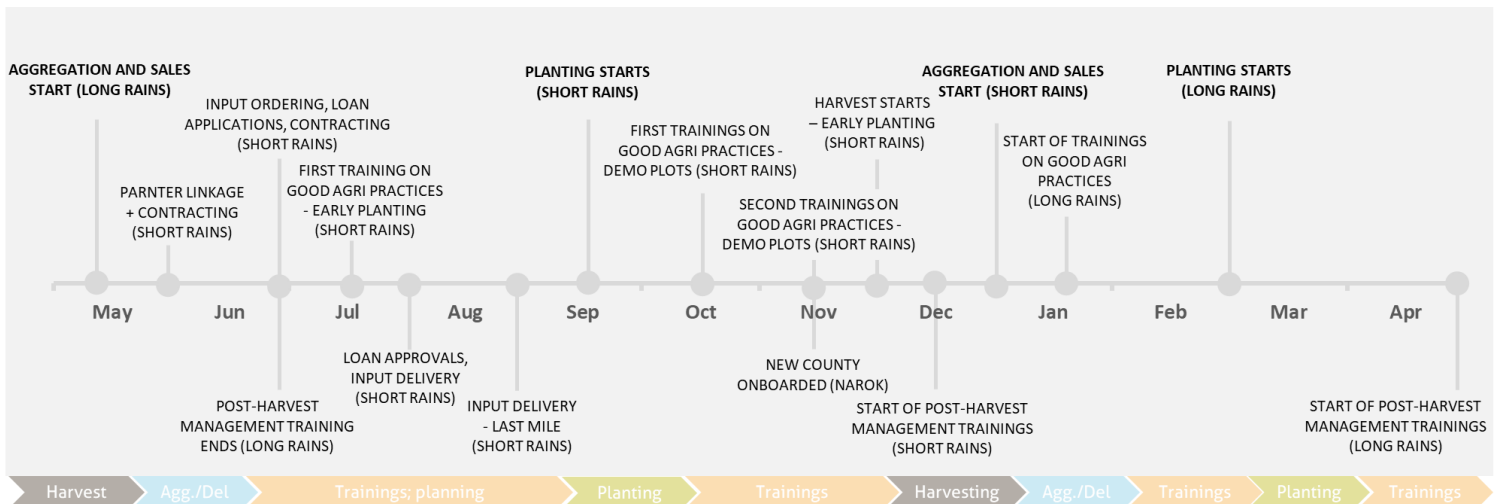 AGGREGATION AND SALES
START (LONG RAINS)
PARNTER LINKAGE
+ CONTRACTING
(SHORT RAINS)
INPUT ORDERING, LOAN
APPLICATIONS, CONTRACTING
(SHORT RAINS)
FIRST TRAINING ON
GOOD AGRI PRACTICES
- EARLY PLANTING
(SHORT RAINS)
PLANTING STARTS
(SHORT RAINS)
FIRST TRAININGS ON
GOOD AGRI PRACTICES -
DEMO PLOTS (SHORT RAINS)
SECOND TRAININGS ON
GOOD AGRI PRACTICES -
DEMO PLOTS (SHORT RAINS)
HARVEST STARTS
– EARLY PLANTING
(SHORT RAINS)
AGGREGATION AND SALES
START (SHORT RAINS)
START OF TRAININGS
ON GOOD AGRI
PRACTICES
(LONG RAINS)
PLANTING STARTS
(LONG RAINS)
May Jun Jul Aug Sep Oct Nov Dec Jan Feb Mar Apr
POST-HARVEST
MANAGEMENT TRAINING
ENDS (LONG RAINS)
LOAN APPROVALS,
INPUT DELIVERY
(SHORT RAINS)
INPUT DELIVERY
- LAST MILE
(SHORT RAINS)
NEW COUNTY
ONBOARDED (NAROK)
START OF POST-HARVEST
MANAGEMENT TRAININGS
(SHORT RAINS)
START OF POST-HARVEST
MANAGEMENT TRAININGS
(LONG RAINS)
Harvest Agg./Del Trainings; planning Planting Trainings Harvesting Agg./Del Trainings Planting Trainings